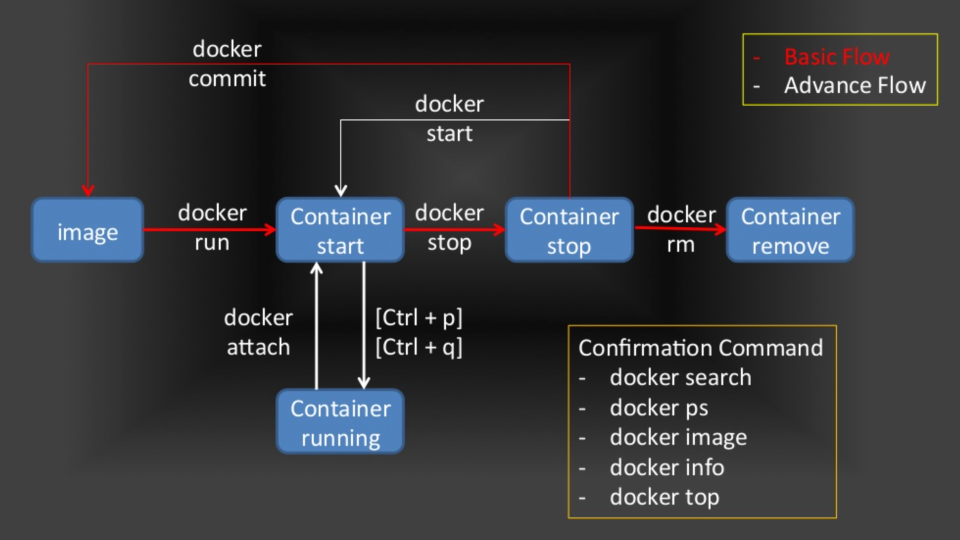 docker
commit
- Basic Flow
- Advance Flow
docker
start
image
docker
run
Container
start
docker
stop
Container
stop
docker
rm
Container
remove
docker
attach
[Ctrl + p]
[Ctrl + q]
Container
running
Confirmation Command
- docker search
- docker ps
- docker image
- docker info
- docker top